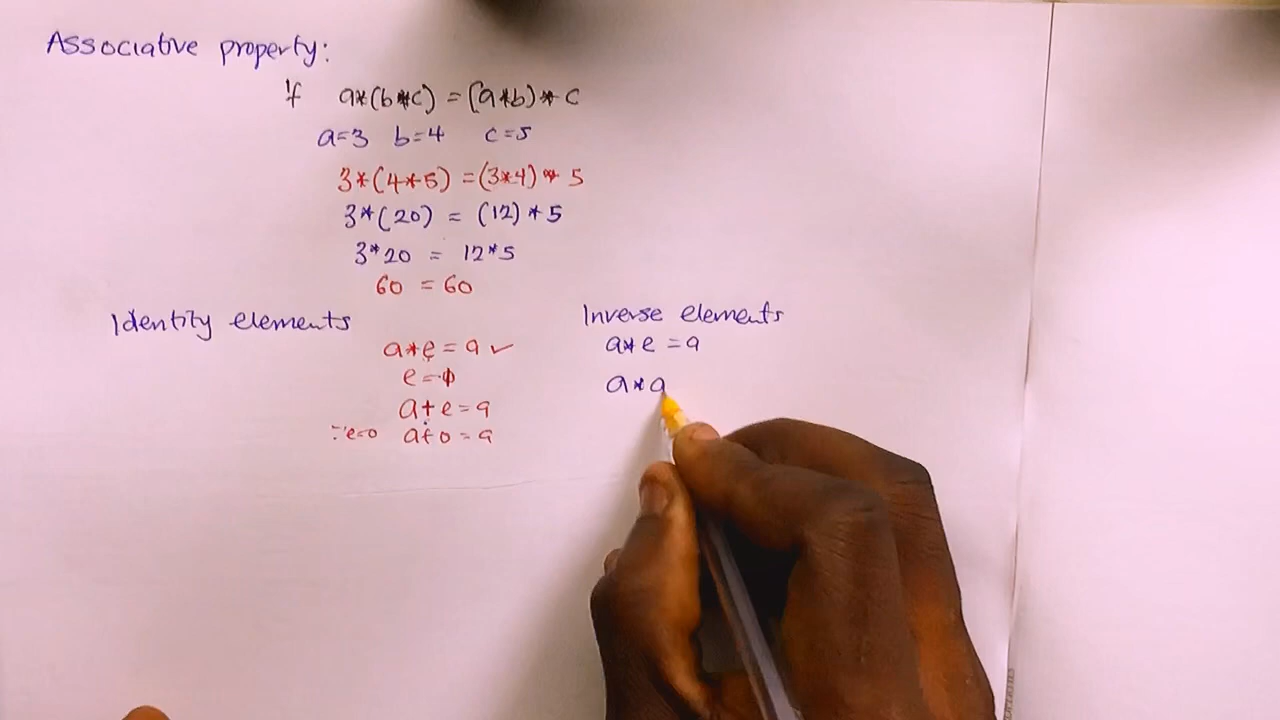 Associative property:
If a*(b*c) = (a*b)* c
a=3 b=4 c=5
3*(4*5) =(3*4) * 5
3*(20) = (12) * 5
3*20 = 12*5
60 = 60
Identity elements
a*e = a ✓
e =
a+e=a
∵e=0 a+0=a
Inverse elements
a*e = a
a*a